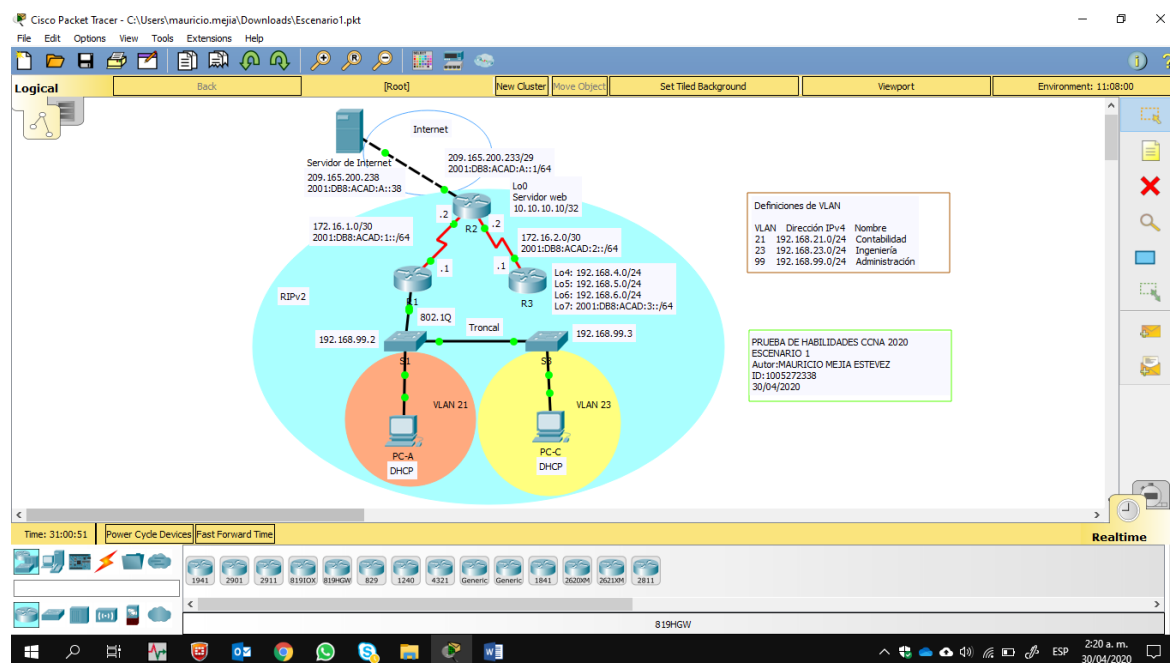 Cisco Packet Tracer - C:\Users\mauricio.mejia\Downloads\Escenario1.pkt
File Edit Options View Tools Extensions Help
Logical
Back
[Root]
New Cluster
Move Object
Set Tiled Background
Viewport
Environment: 11:08:00
Internet
Servidor de Internet
209.165.200.238
2001:DB8:ACAD:A::38
209.165.200.233/29
2001:DB8:ACAD:A::1/64
Lo0
Servidor web
10.10.10.10/32
.2
R2
.2
172.16.1.0/30
2001:DB8:ACAD:1::/64
172.16.2.0/30
2001:DB8:ACAD:2::/64
.1
.1
R1
R3
Lo4: 192.168.4.0/24
Lo5: 192.168.5.0/24
Lo6: 192.168.6.0/24
Lo7: 2001:DB8:ACAD:3::/64
RIPv2
802.1Q
Troncal
192.168.99.2
192.168.99.3
S1
S3
VLAN 21
VLAN 23
PC-A
DHCP
PC-C
DHCP
Definiciones de VLAN
VLAN Dirección IPv4 Nombre
21 192.168.21.0/24 Contabilidad
23 192.168.23.0/24 Ingeniería
99 192.168.99.0/24 Administración
PRUEBA DE HABILIDADES CCNA 2020
ESCENARIO 1
Autor:MAURICIO MEJIA ESTEVEZ
ID:1005272338
30/04/2020
Time: 31:00:51
Power Cycle Devices
Fast Forward Time
Realtime
1941 2901 2911 819IOX 819HGW 829 1240 4321 Generic Generic 1841 2620XM 2621XM 2811
819HGW
ESP
2:20 a. m.
30/04/2020